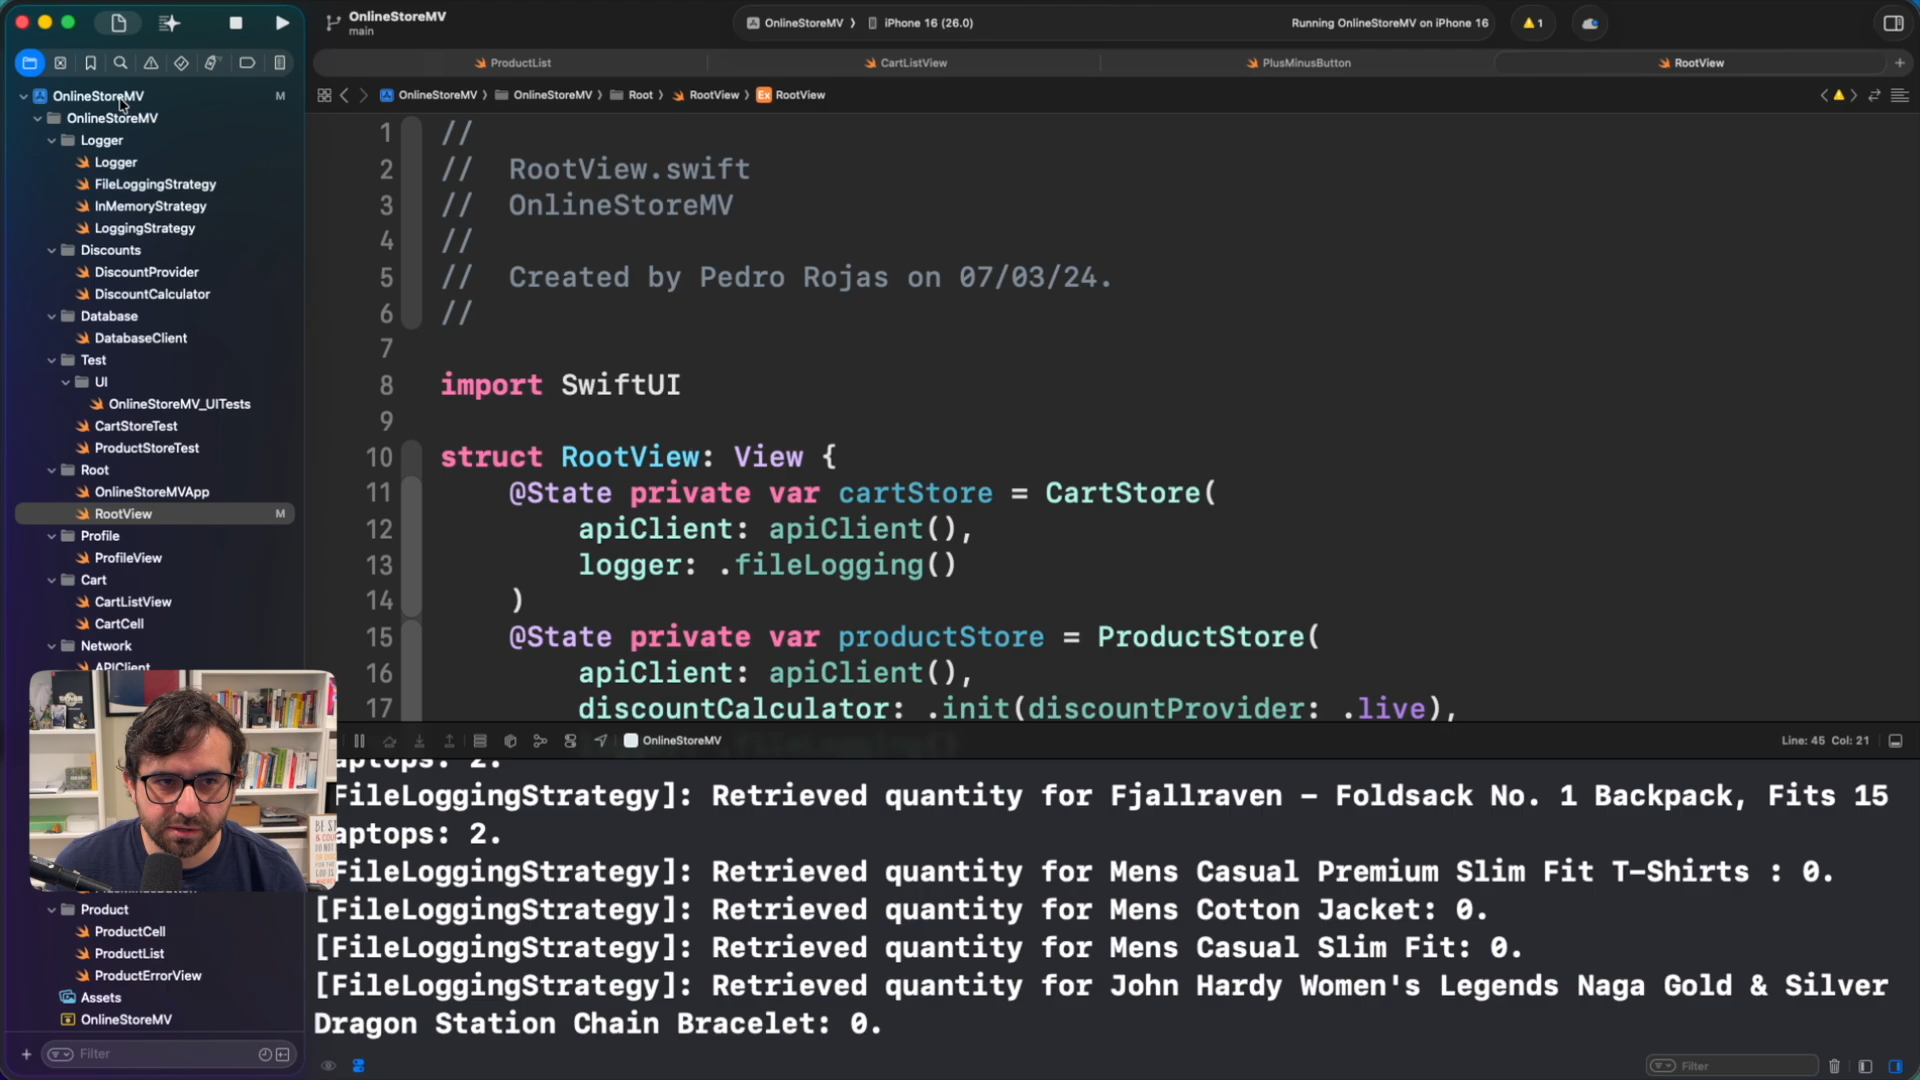 OnlineStoreMV
main
OnlineStoreMV
iPhone 16 (26.0)
Running OnlineStoreMV on iPhone 16
1
ProductList
CartListView
PlusMinusButton
RootView
OnlineStoreMV
M
OnlineStoreMV
Logger
Logger
FileLoggingStrategy
InMemoryStrategy
LoggingStrategy
Discounts
DiscountProvider
DiscountCalculator
Database
DatabaseClient
Test
UI
OnlineStoreMV_UITests
CartStoreTest
ProductStoreTest
Root
OnlineStoreMVApp
RootView
M
Profile
ProfileView
Cart
CartListView
CartCell
Network
APIClient
Product
ProductCell
ProductList
ProductErrorView
Assets
OnlineStoreMV
Filter
OnlineStoreMV
OnlineStoreMV
Root
RootView
Ex RootView
1 //
2 //  RootView.swift
3 //  OnlineStoreMV
4 //
5 //  Created by Pedro Rojas on 07/03/24.
6 //
7
8 import SwiftUI
9
10 struct RootView: View {
11 @State private var cartStore = CartStore(
12 apiClient: apiClient(),
13 logger: .fileLogging()
14 )
15 @State private var productStore = ProductStore(
16 apiClient: apiClient(),
17 discountCalculator: .init(discountProvider: .live),
OnlineStoreMV
Line: 45 Col: 21
aptops: 2.
FileLoggingStrategy]: Retrieved quantity for Fjallraven – Foldsack No. 1 Backpack, Fits 15
aptops: 2.
FileLoggingStrategy]: Retrieved quantity for Mens Casual Premium Slim Fit T-Shirts : 0.
[FileLoggingStrategy]: Retrieved quantity for Mens Cotton Jacket: 0.
[FileLoggingStrategy]: Retrieved quantity for Mens Casual Slim Fit: 0.
[FileLoggingStrategy]: Retrieved quantity for John Hardy Women's Legends Naga Gold & Silver
Dragon Station Chain Bracelet: 0.
Filter